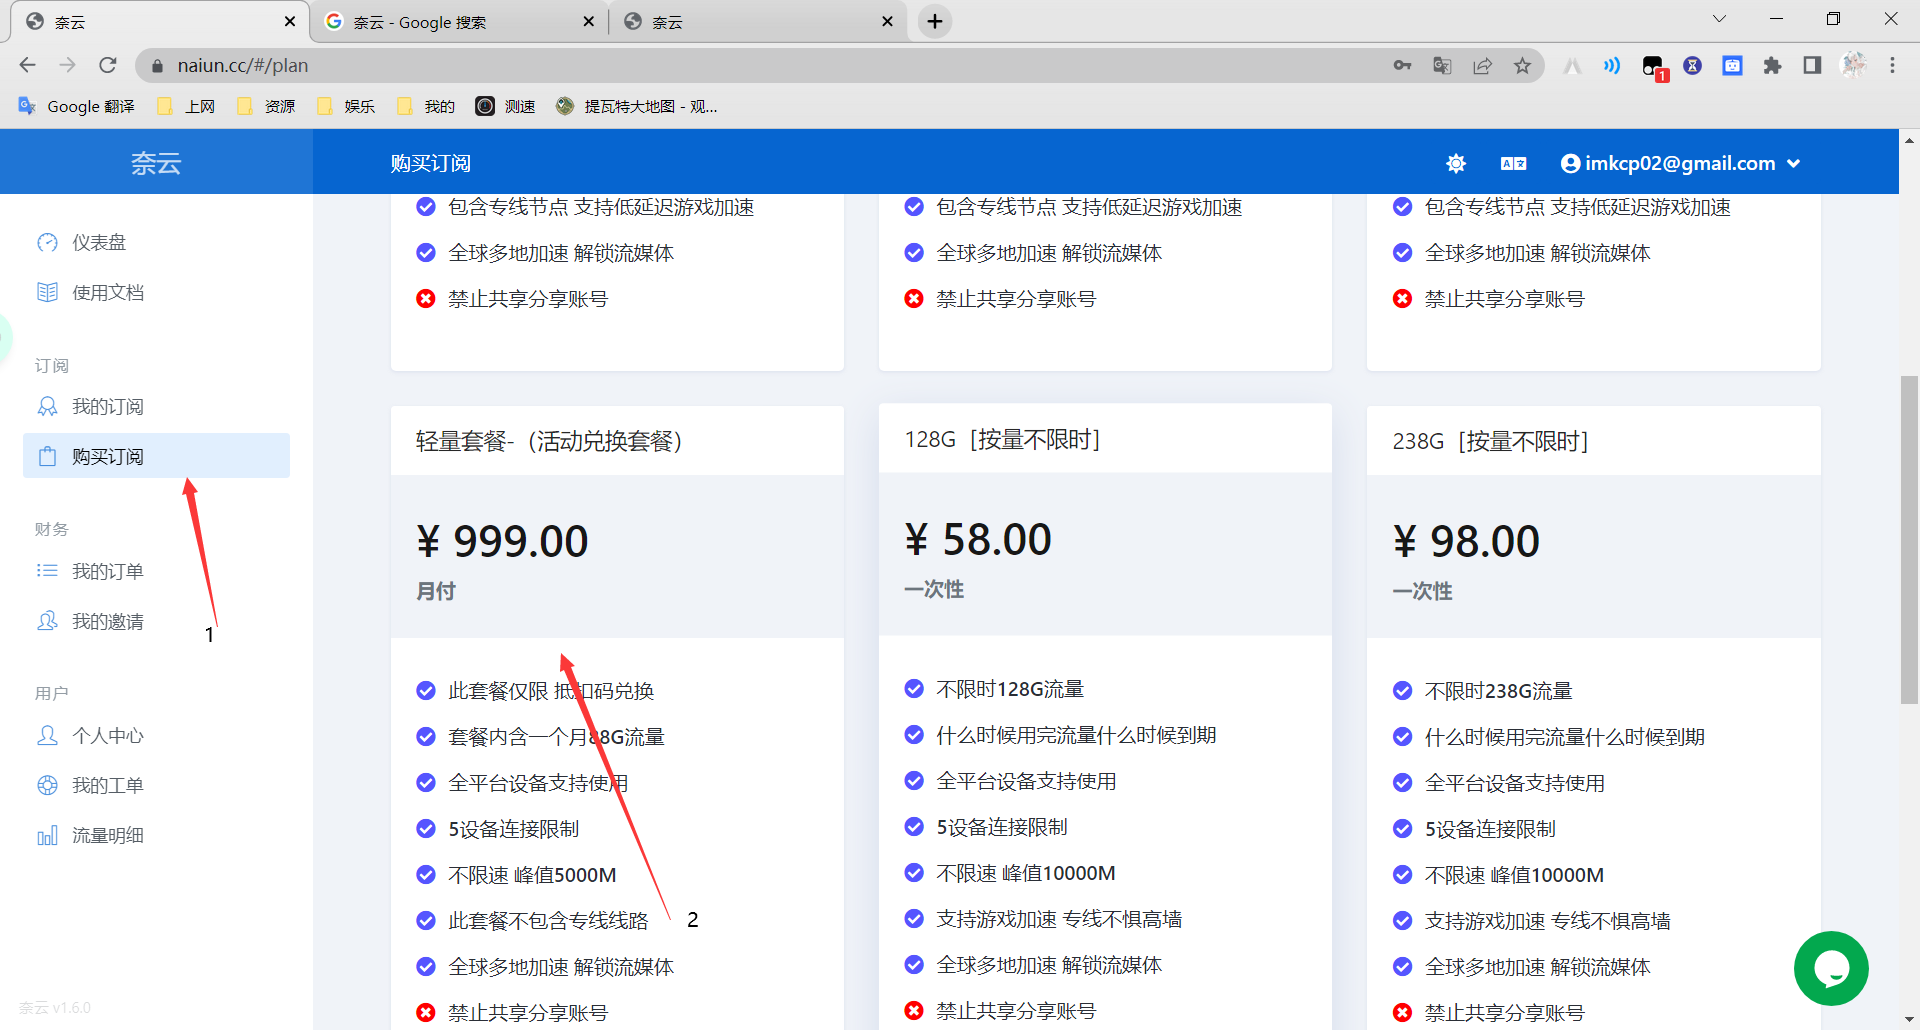 奈云
奈云 - Google 搜索
奈云
naiun.cc/#/plan
1
Google 翻译
上网
资源
娱乐
我的
测速
提瓦特大地图 - 观...
奈云
购买订阅
imkcp02@gmail.com
仪表盘
使用文档
订阅
我的订阅
购买订阅
财务
我的订单
我的邀请
1
用户
个人中心
我的工单
流量明细
奈云 v1.6.0
包含专线节点 支持低延迟游戏加速
全球多地加速 解锁流媒体
禁止共享分享账号
包含专线节点 支持低延迟游戏加速
全球多地加速 解锁流媒体
禁止共享分享账号
包含专线节点 支持低延迟游戏加速
全球多地加速 解锁流媒体
禁止共享分享账号
轻量套餐-（活动兑换套餐）
¥ 999.00
月付
此套餐仅限 抵扣码兑换
套餐内含一个月88G流量
全平台设备支持使用
5设备连接限制
不限速 峰值5000M
此套餐不包含专线线路
2
全球多地加速 解锁流媒体
禁止共享分享账号
128G［按量不限时］
¥ 58.00
一次性
不限时128G流量
什么时候用完流量什么时候到期
全平台设备支持使用
5设备连接限制
不限速 峰值10000M
支持游戏加速 专线不惧高墙
全球多地加速 解锁流媒体
禁止共享分享账号
238G［按量不限时］
¥ 98.00
一次性
不限时238G流量
什么时候用完流量什么时候到期
全平台设备支持使用
5设备连接限制
不限速 峰值10000M
支持游戏加速 专线不惧高墙
全球多地加速 解锁流媒体
禁止共享分享账号